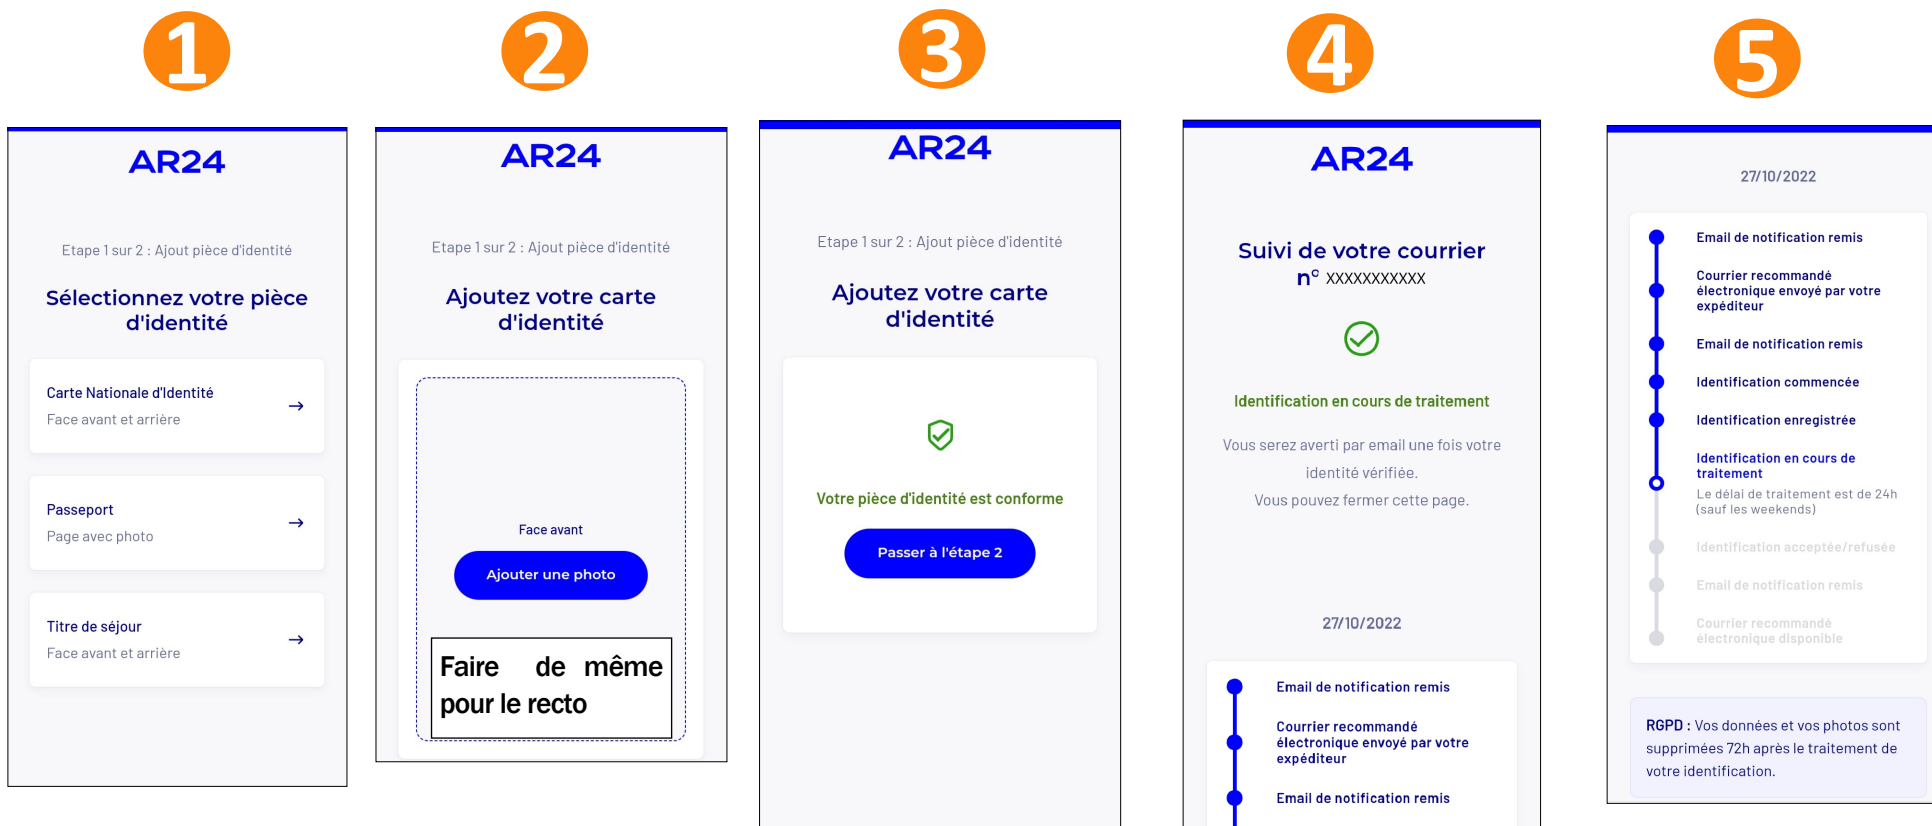 1
AR24
Etape 1 sur 2 : Ajout pièce d'identité
Sélectionnez votre pièce
d'identité
Carte Nationale d'Identité
Face avant et arrière
Passeport
Page avec photo
Titre de séjour
Face avant et arrière
2
AR24
Etape 1 sur 2 : Ajout pièce d'identité
Ajoutez votre carte
d'identité
Face avant
Ajouter une photo
Faire de même
pour le recto
3
AR24
Etape 1 sur 2 : Ajout pièce d'identité
Ajoutez votre carte
d'identité
Votre pièce d'identité est conforme
Passer à l'étape 2
4
AR24
Suivi de votre courrier
n° XXXXXXXXXXX
Identification en cours de traitement
Vous serez averti par email une fois votre
identité vérifiée.
Vous pouvez fermer cette page.
27/10/2022
Email de notification remis
Courrier recommandé
électronique envoyé par votre
expéditeur
Email de notification remis
5
27/10/2022
Email de notification remis
Courrier recommandé
électronique envoyé par votre
expéditeur
Email de notification remis
Identification commencée
Identification enregistrée
Identification en cours de
traitement
Le délai de traitement est de 24h
(sauf les weekends)
Identification acceptée/refusée
Email de notification remis
Courrier recommandé
électronique disponible
RGPD : Vos données et vos photos sont
supprimées 72h après le traitement de
votre identification.